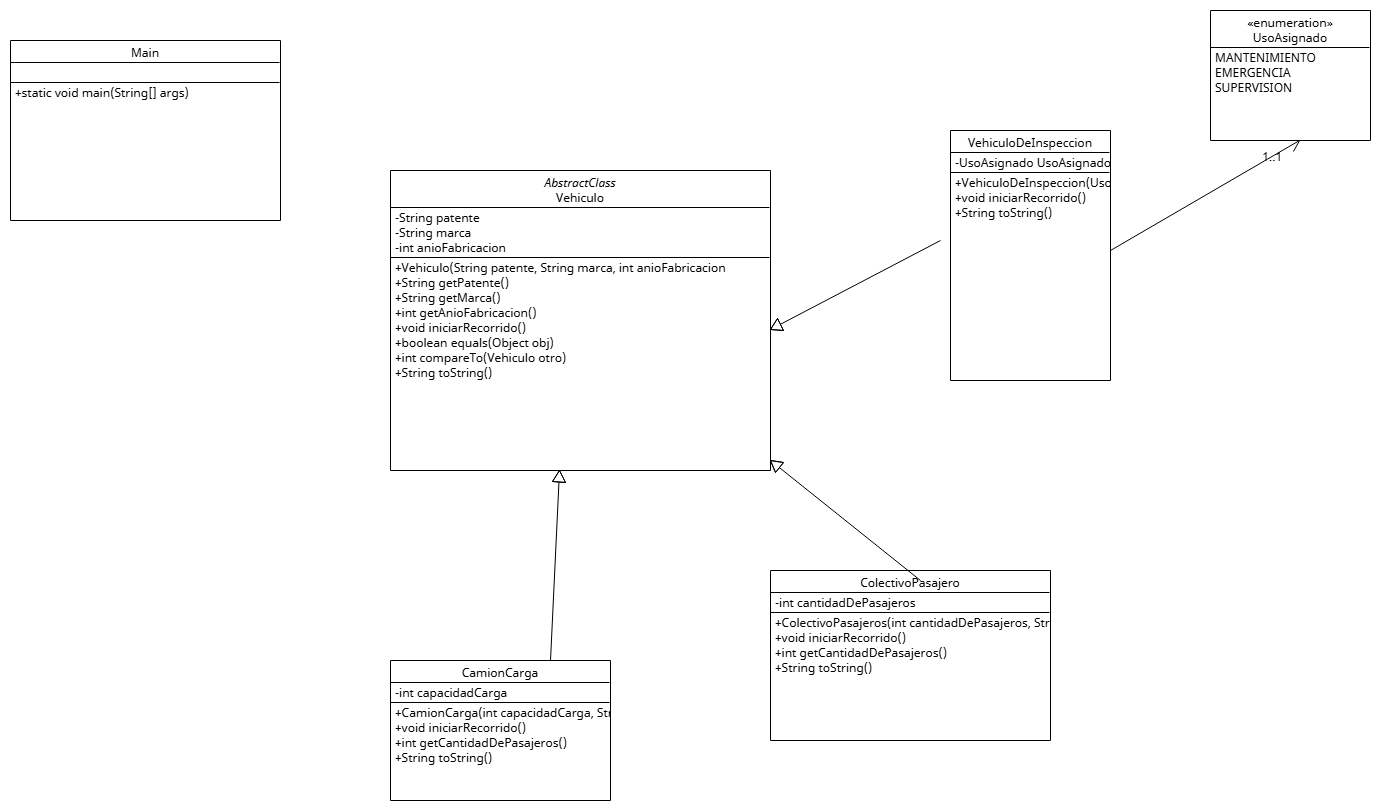 Main
+static void main(String[] args)
AbstractClass
Vehiculo
-String patente
-String marca
-int anioFabricacion
+Vehiculo(String patente, String marca, int anioFabricacion
+String getPatente()
+String getMarca()
+int getAnioFabricacion()
+void iniciarRecorrido()
+boolean equals(Object obj)
+int compareTo(Vehiculo otro)
+String toString()
VehiculoDeInspeccion
-UsoAsignado UsoAsignado
+VehiculoDeInspeccion(Uso
+void iniciarRecorrido()
+String toString()
«enumeration»
UsoAsignado
MANTENIMIENTO
EMERGENCIA
SUPERVISION
1..1
CamionCarga
-int capacidadCarga
+CamionCarga(int capacidadCarga, Str
+void iniciarRecorrido()
+int getCantidadDePasajeros()
+String toString()
ColectivoPasajero
-int cantidadDePasajeros
+ColectivoPasajeros(int cantidadDePasajeros, Str
+void iniciarRecorrido()
+int getCantidadDePasajeros()
+String toString()